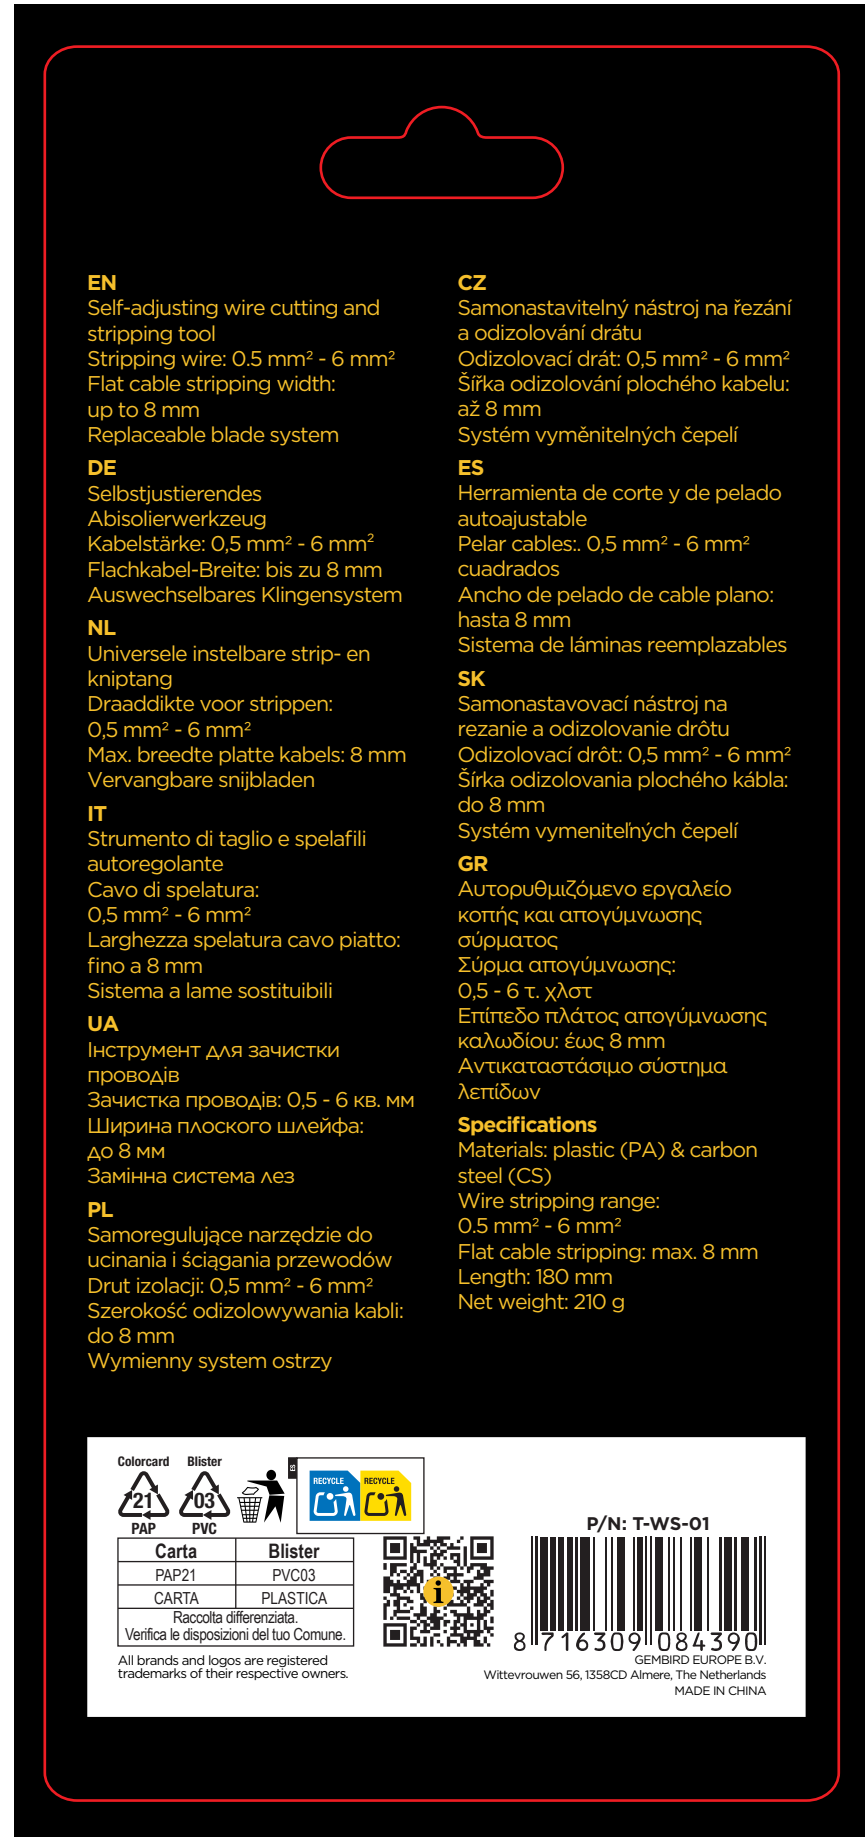 EN
Self-adjusting wire cutting and
stripping tool
Stripping wire: 0.5 mm² - 6 mm²
Flat cable stripping width:
up to 8 mm
Replaceable blade system
DE
Selbstjustierendes
Abisolierwerkzeug
Kabelstärke: 0,5 mm² - 6 mm²
Flachkabel-Breite: bis zu 8 mm
Auswechselbares Klingensystem
NL
Universele instelbare strip- en
kniptang
Draaddikte voor strippen:
0,5 mm² - 6 mm²
Max. breedte platte kabels: 8 mm
Vervangbare snijbladen
IT
Strumento di taglio e spelafili
autoregolante
Cavo di spelatura:
0,5 mm² - 6 mm²
Larghezza spelatura cavo piatto:
fino a 8 mm
Sistema a lame sostituibili
UA
Інструмент для зачистки
проводів
Зачистка проводів: 0,5 - 6 кв. мм
Ширина плоского шлейфа:
до 8 мм
Замінна система лез
PL
Samoregulujące narzędzie do
ucinania i ściągania przewodów
Drut izolacji: 0,5 mm² - 6 mm²
Szerokość odizolowywania kabli:
do 8 mm
Wymienny system ostrzy
CZ
Samonastavitelný nástroj na řezání
a odizolování drátu
Odizolovací drát: 0,5 mm² - 6 mm²
Šířka odizolování plochého kabelu:
až 8 mm
Systém vyměnitelných čepelí
ES
Herramienta de corte y de pelado
autoajustable
Pelar cables:. 0,5 mm² - 6 mm²
cuadrados
Ancho de pelado de cable plano:
hasta 8 mm
Sistema de láminas reemplazables
SK
Samonastavovací nástroj na
rezanie a odizolovanie drôtu
Odizolovací drôt: 0,5 mm² - 6 mm²
Šírka odizolovania plochého kábla:
do 8 mm
Systém vymeniteľných čepelí
GR
Αυτορυθμιζόμενο εργαλείο
κοπής και απογύμνωσης
σύρματος
Σύρμα απογύμνωσης:
0,5 - 6 τ. χλστ
Επίπεδο πλάτος απογύμνωσης
καλωδίου: έως 8 mm
Αντικαταστάσιμο σύστημα
λεπίδων
Specifications
Materials: plastic (PA) & carbon
steel (CS)
Wire stripping range:
0.5 mm² - 6 mm²
Flat cable stripping: max. 8 mm
Length: 180 mm
Net weight: 210 g
Colorcard Blister
21 03
PAP PVC
ES
RECYCLE RECYCLE
Carta Blister
PAP21 PVC03
CARTA PLASTICA
Raccolta differenziata.
Verifica le disposizioni del tuo Comune.
All brands and logos are registered
trademarks of their respective owners.
i
P/N: T-WS-01
8 716309 084390
GEMBIRD EUROPE B.V.
Wittevrouwen 56, 1358CD Almere, The Netherlands
MADE IN CHINA